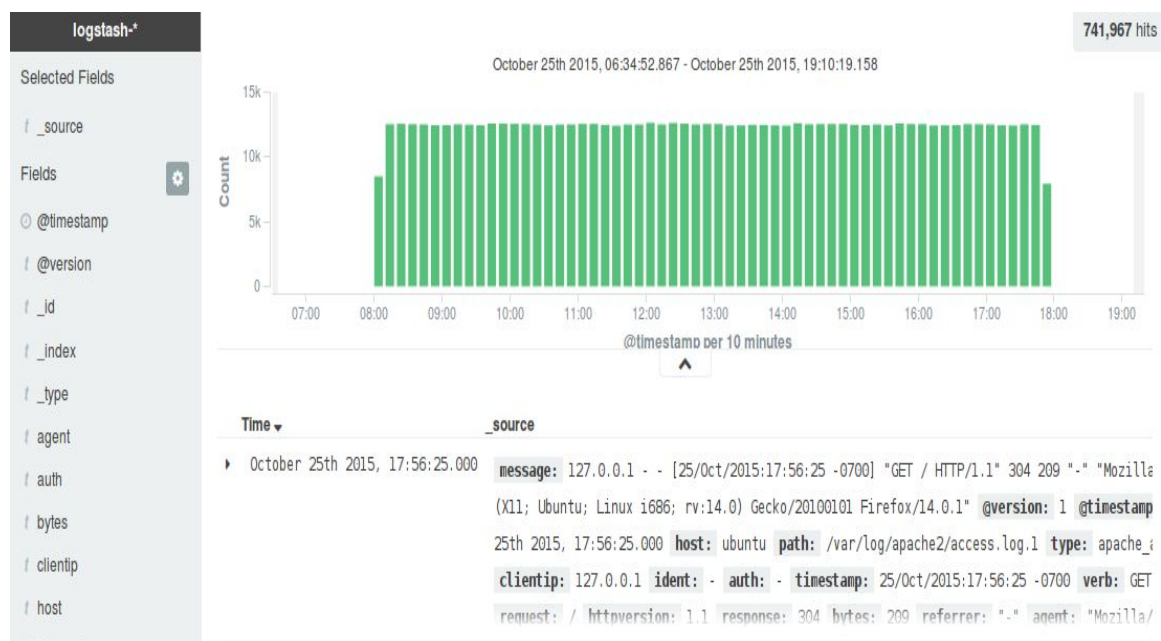 logstash-*
741,967 hits
Selected Fields
t _source
Fields
@timestamp
t @version
t _id
t _index
t _type
t agent
t auth
t bytes
t clientip
t host
October 25th 2015, 06:34:52.867 - October 25th 2015, 19:10:19.158
Count
15k
10k
5k
0
07:00 08:00 09:00 10:00 11:00 12:00 13:00 14:00 15:00 16:00 17:00 18:00 19:00
@timestamp per 10 minutes
Time _source
October 25th 2015, 17:56:25.000 message: 127.0.0.1 - - [25/Oct/2015:17:56:25 -0700] "GET / HTTP/1.1" 304 209 "-" "Mozilla
(X11; Ubuntu; Linux i686; rv:14.0) Gecko/20100101 Firefox/14.0.1" @version: 1 @timestamp
25th 2015, 17:56:25.000 host: ubuntu path: /var/log/apache2/access.log.1 type: apache_a
clientip: 127.0.0.1 ident: - auth: - timestamp: 25/Oct/2015:17:56:25 -0700 verb: GET
request: / httpversion: 1.1 response: 304 bytes: 209 referrer: "-" agent: "Mozilla/